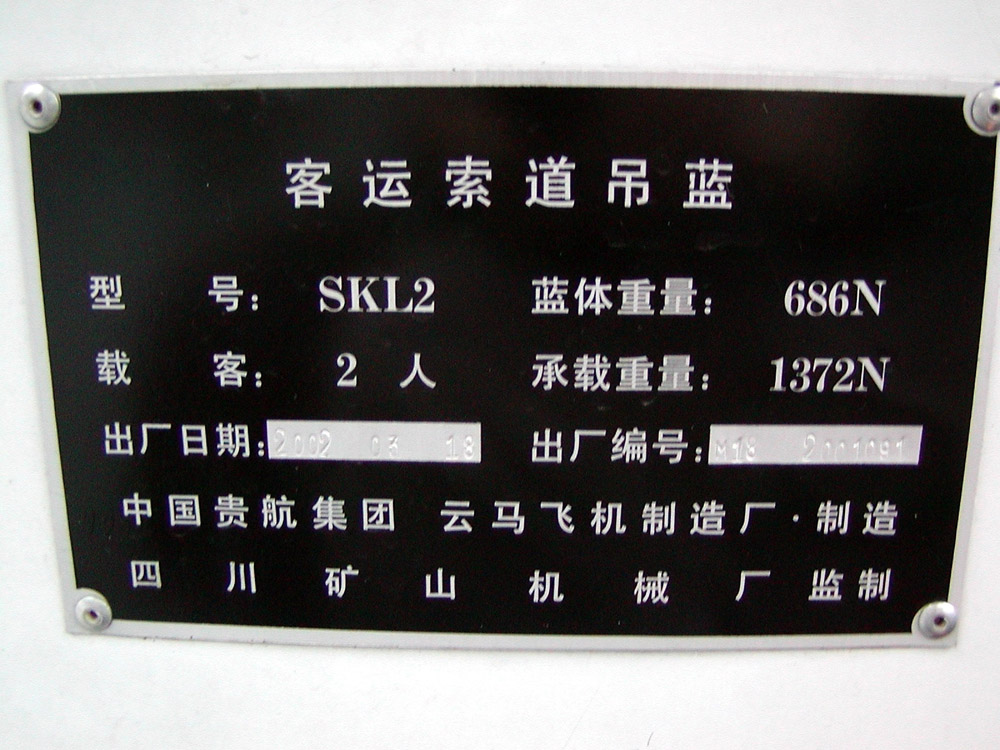 客运索道吊蓝
型 号: SKL2 蓝体重量: 686N
载 客: 2 人 承载重量: 1372N
出厂日期: 2002 03 18 出厂编号: M18 2001091
中国贵航集团 云马飞机制造厂·制造
四川矿山机械厂 监制